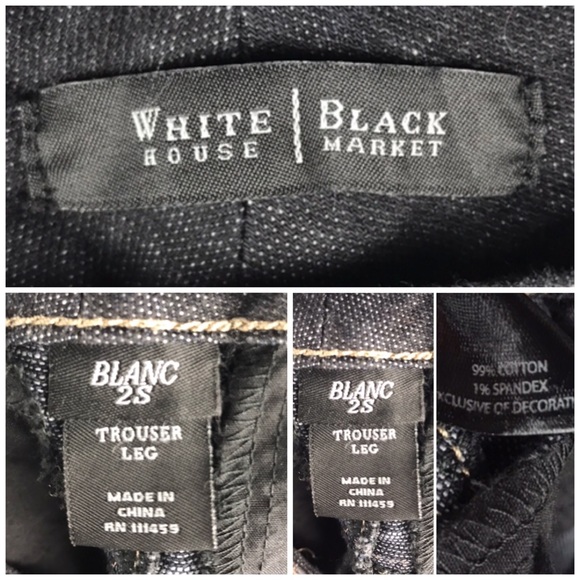 WHITE | BLACK
HOUSE | MARKET
BLANC
2S
TROUSER
LEG
MADE IN
CHINA
RN 111459
BLANC
2S
TROUSER
LEG
MADE IN
CHINA
RN 111459
99% COTTON
1% SPANDEX
XCLUSIVE OF DECORATI